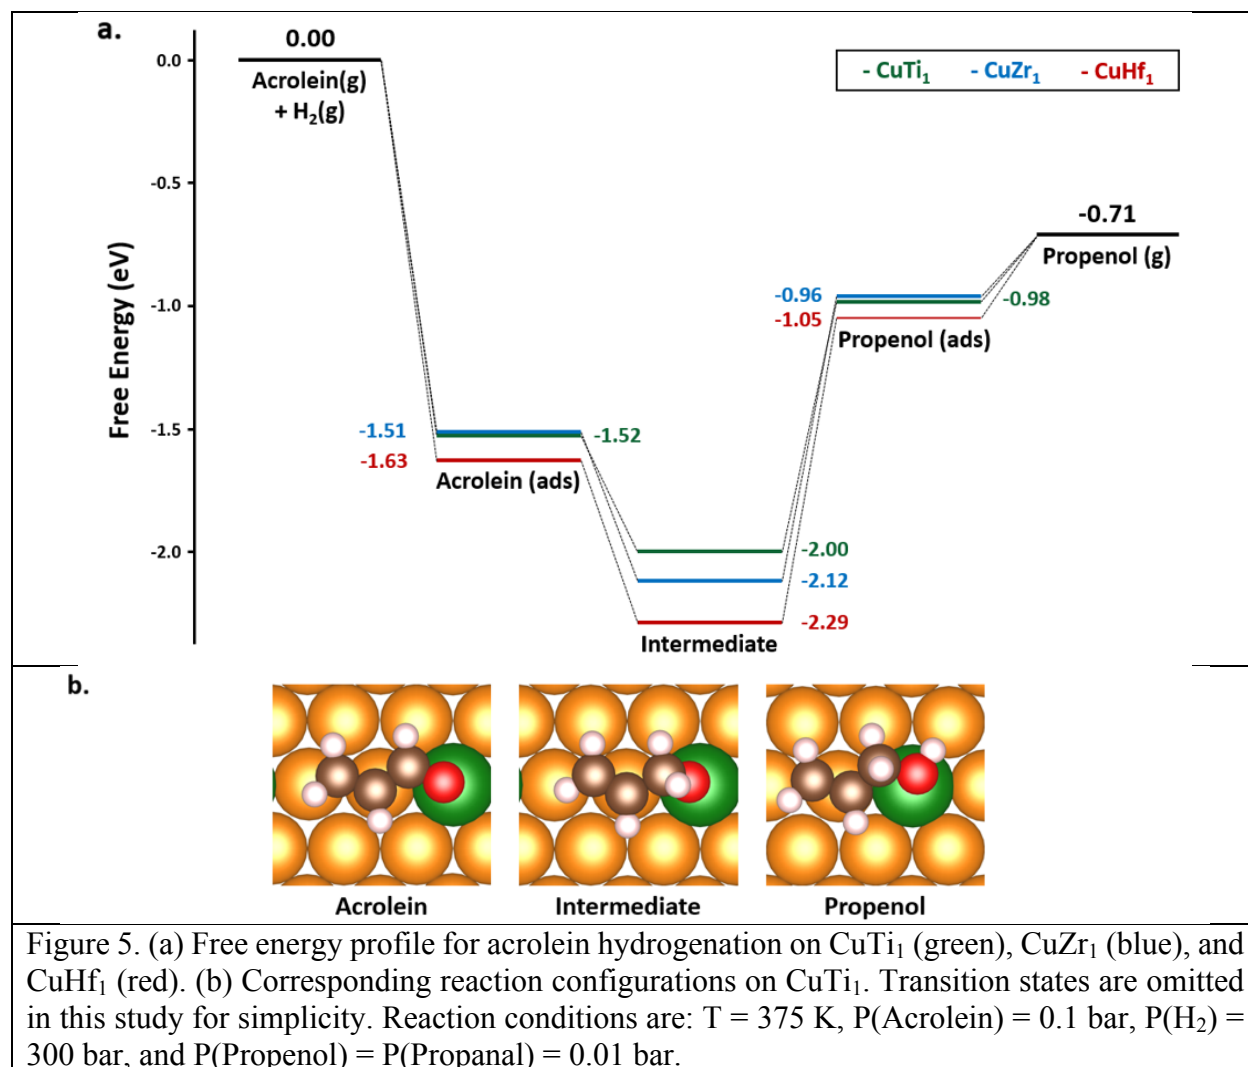 a.
0.00
0.0
Acrolein(g)
+ H₂(g)
- CuTi₁ - CuZr₁ - CuHf₁
-0.5
-0.71
Propenol (g)
Free Energy (eV)
-1.0
-0.96
-0.98
-1.05
Propenol (ads)
-1.5
-1.51
-1.52
-1.63
Acrolein (ads)
-2.0
-2.00
-2.12
-2.29
Intermediate
b.
Acrolein Intermediate Propenol
Figure 5. (a) Free energy profile for acrolein hydrogenation on CuTi₁ (green), CuZr₁ (blue), and
CuHf₁ (red). (b) Corresponding reaction configurations on CuTi₁. Transition states are omitted
in this study for simplicity. Reaction conditions are: T = 375 K, P(Acrolein) = 0.1 bar, P(H₂) =
300 bar, and P(Propenol) = P(Propanal) = 0.01 bar.